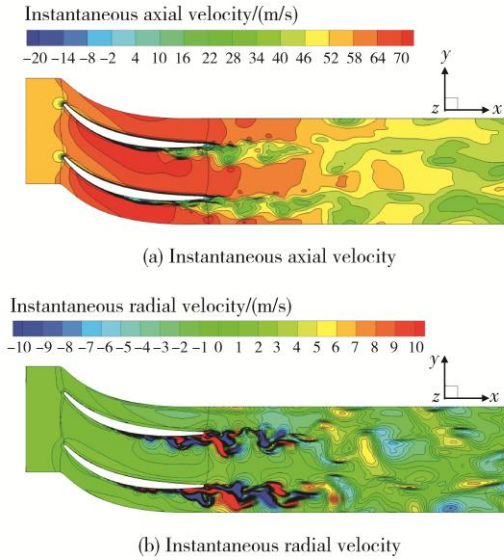 Instantaneous axial velocity/(m/s)
−20 −14 −8 −2 4 10 16 22 28 34 40 46 52 58 64 70
y
z x
(a) Instantaneous axial velocity
Instantaneous radial velocity/(m/s)
−10 −9 −8 −7 −6 −5 −4 −3 −2 −1 0 1 2 3 4 5 6 7 8 9 10
y
z x
(b) Instantaneous radial velocity